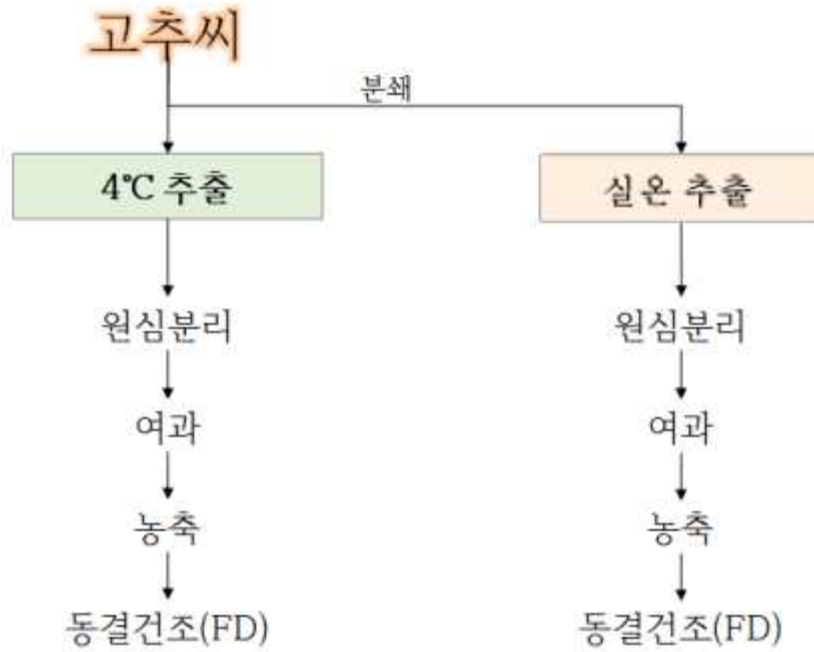 고추씨
분쇄
4℃ 추출
실온 추출
원심분리
원심분리
여과
여과
농축
농축
동결건조(FD)
동결건조(FD)